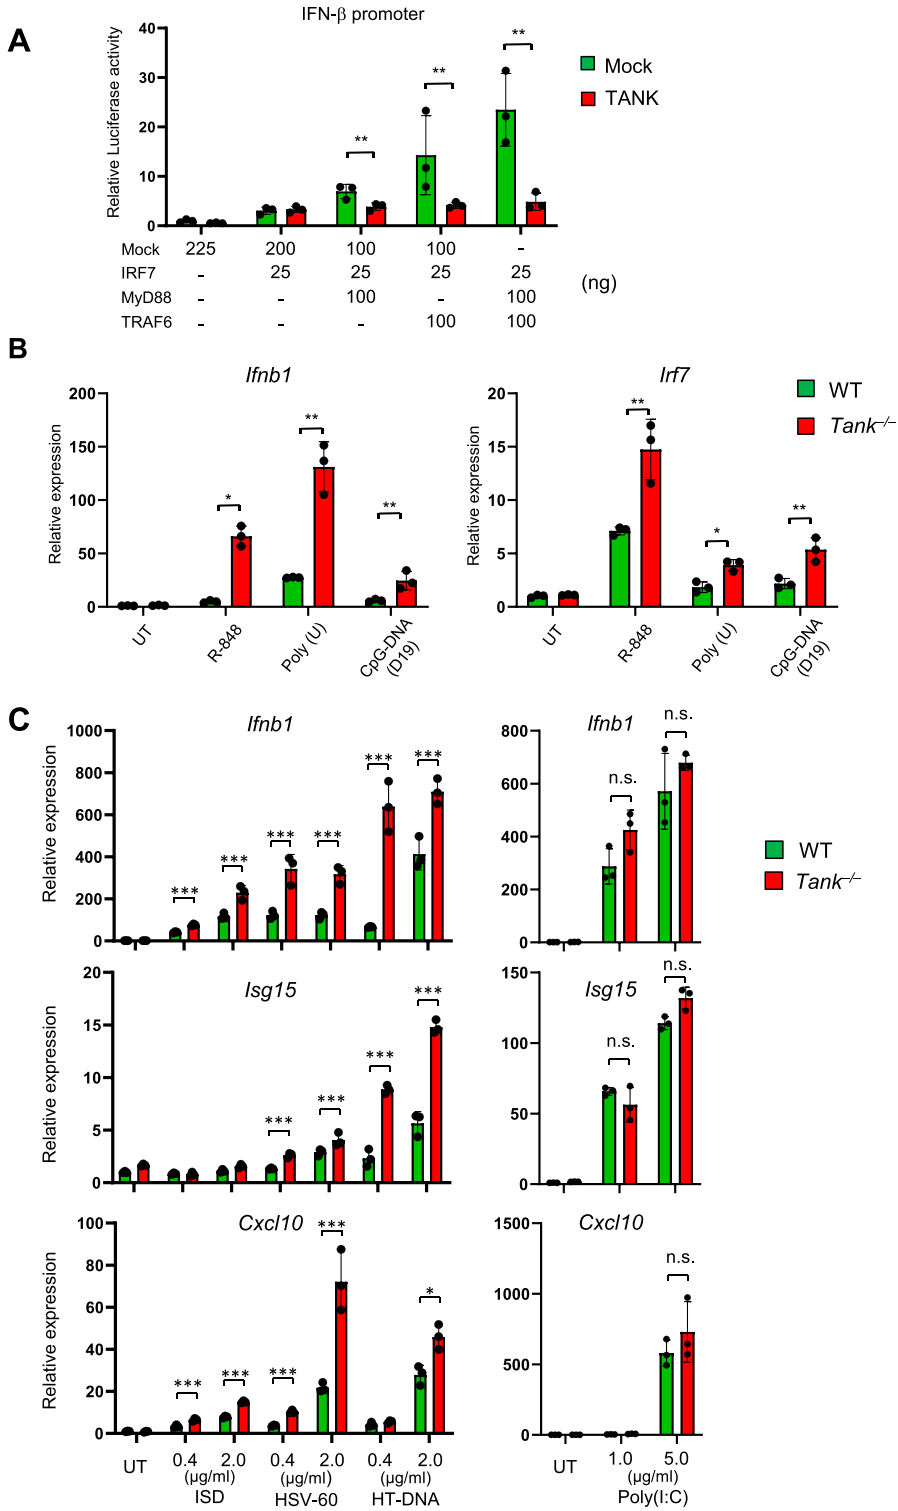 A
IFN-β promoter
Relative Luciferase activity
40
30
20
10
0
**
**
**
Mock
TANK
Mock 225 200 100 100 -
IRF7 - 25 25 25 25
MyD88 - - 100 - 100
TRAF6 - - - 100 100
(ng)
B
Ifnb1
Relative expression
200
150
100
50
0
*
**
**
UT
R-848
Poly (U)
CpG-DNA
(D19)
Irf7
Relative expression
20
15
10
5
0
**
*
**
UT
R-848
Poly (U)
CpG-DNA
(D19)
WT
Tank–/–
C
Ifnb1
Relative expression
1000
800
600
400
200
0
***
***
***
***
***
***
Ifnb1
800
600
400
200
0
n.s.
n.s.
WT
Tank–/–
Isg15
Relative expression
20
15
10
5
0
***
***
***
***
Isg15
150
100
50
0
n.s.
n.s.
Cxcl10
Relative expression
100
80
60
40
20
0
***
***
***
***
*
UT
0.4 2.0 0.4 2.0 0.4 2.0
(µg/ml) (µg/ml) (µg/ml)
ISD HSV-60 HT-DNA
Cxcl10
1500
1000
500
0
n.s.
UT
1.0 5.0
(µg/ml)
Poly(I:C)